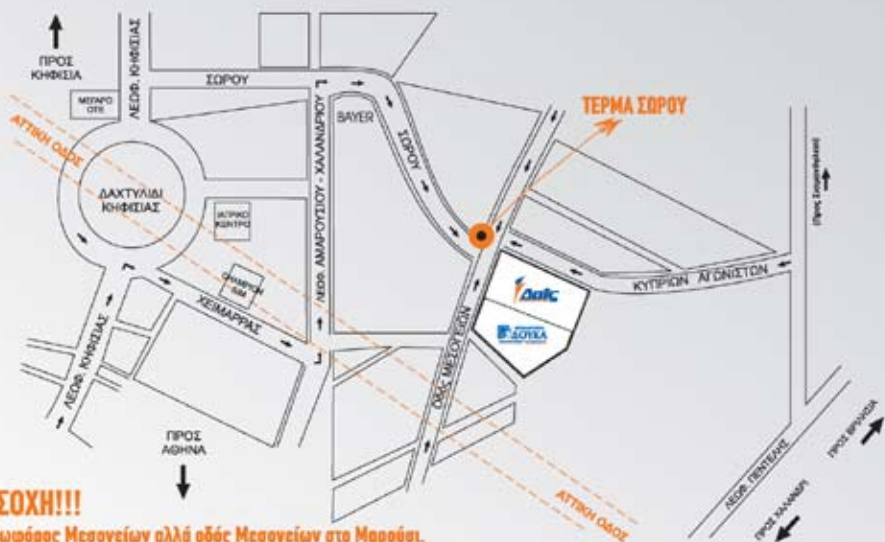 ΠΡΟΣ
ΚΗΦΙΣΙΑ
ΛΕΩΦ. ΚΗΦΙΣΙΑΣ
ΜΕΓΑΡΟ
ΟΤΕ
ΑΤΤΙΚΗ ΟΔΟΣ
ΣΩΡΟΥ
BAYER
ΣΩΡΟΥ
ΤΕΡΜΑ ΣΩΡΟΥ
ΔΑΧΤΥΛΙΔΙ
ΚΗΦΙΣΙΑΣ
ΙΑΤΡΙΚΟ
ΚΕΝΤΡΟ
CHAMPION
ΛΕΩΦ. ΑΜΑΡΟΥΣΙΟΥ - ΧΑΛΑΝΔΡΙΟΥ
ΧΕΙΜΑΡΡΑΣ
ΛΕΩΦ. ΚΗΦΙΣΙΑΣ
ΚΥΠΡΙΩΝ ΑΓΩΝΙΣΤΩΝ
ΔΟΥΚΑ
ΜΕΣΟΓΕΙΩΝ
ΠΡΟΣ
ΑΘΗΝΑ
ΛΕΩΦ. ΠΕΝΤΕΛΗΣ
ΠΡΟΣ ΒΡΙΛΗΣΙΑ
ΠΡΟΣ ΧΑΛΑΝΔΡΙ
ΑΤΤΙΚΗ ΟΔΟΣ
ΣΟΧΗ!!!
ωφόρος Μεσογείων αλλά οδός Μεσογείων στο Μαρούσι.